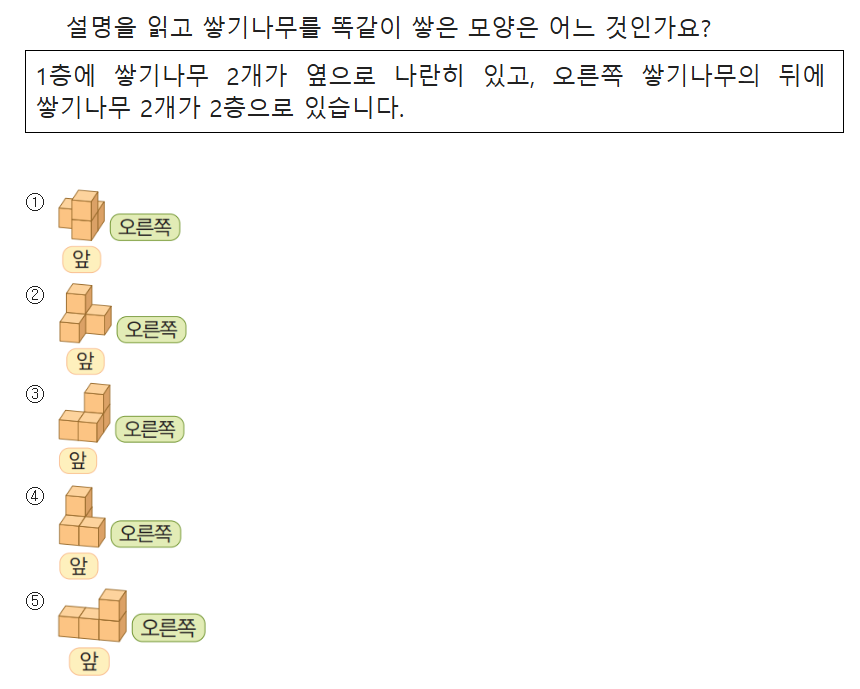 설명을 읽고 쌓기나무를 똑같이 쌓은 모양은 어느 것인가요?
1층에 쌓기나무 2개가 옆으로 나란히 있고, 오른쪽 쌓기나무의 뒤에
쌓기나무 2개가 2층으로 있습니다.
①
오른쪽
앞
②
오른쪽
앞
③
오른쪽
앞
④
오른쪽
앞
⑤
오른쪽
앞